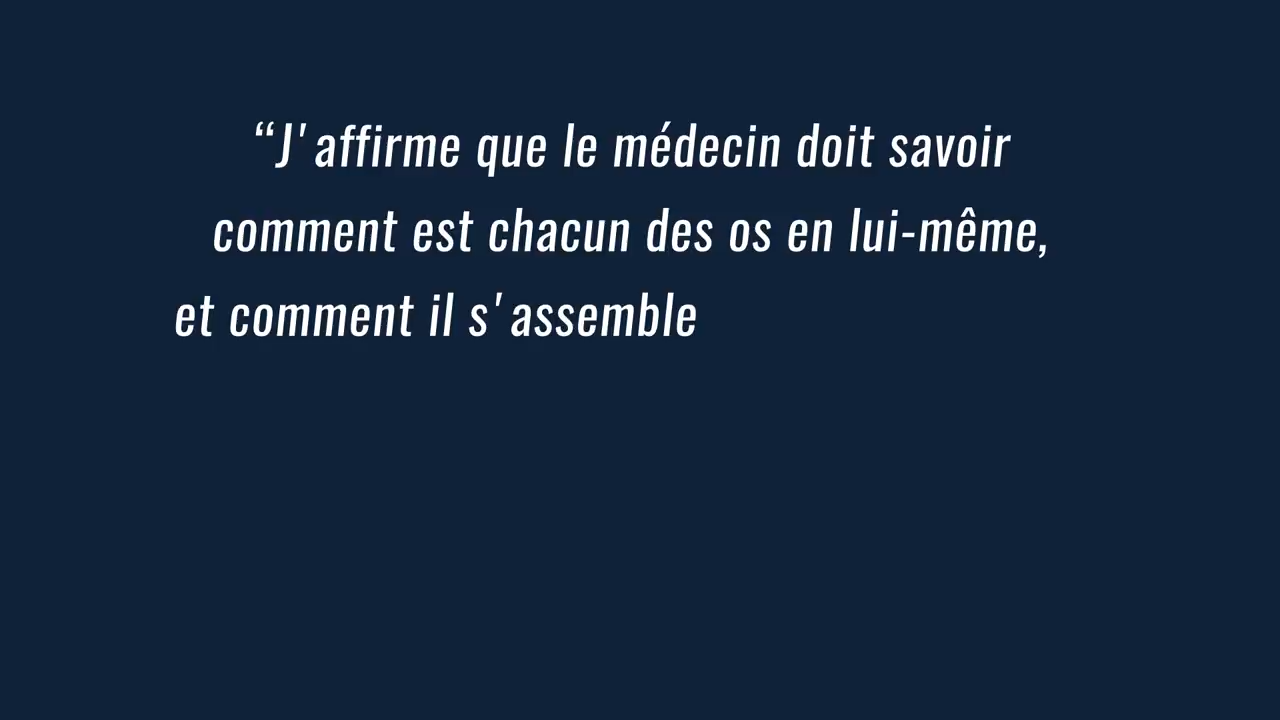 “J'affirme que le médecin doit savoir
comment est chacun des os en lui-même,
et comment il s'assemble